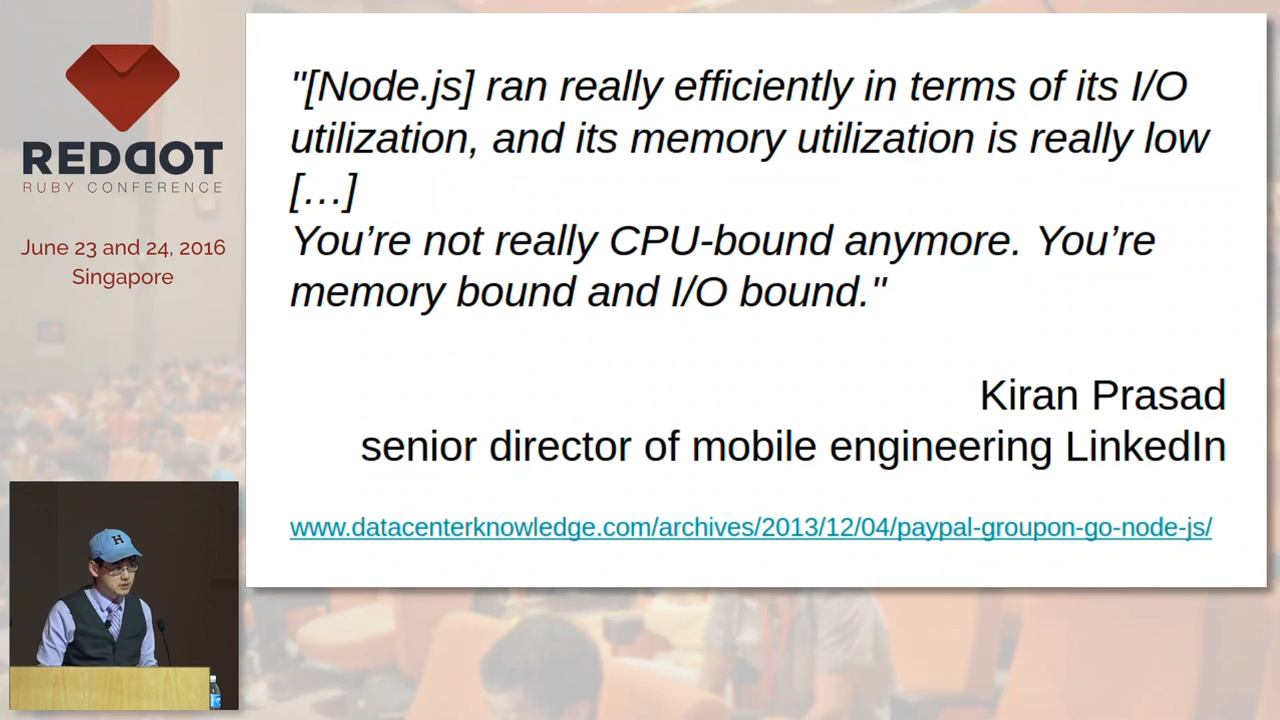 REDDOT
RUBY CONFERENCE
June 23 and 24, 2016
Singapore
"[Node.js] ran really efficiently in terms of its I/O
utilization, and its memory utilization is really low
[…]
You’re not really CPU-bound anymore. You’re
memory bound and I/O bound."
Kiran Prasad
senior director of mobile engineering LinkedIn
www.datacenterknowledge.com/archives/2013/12/04/paypal-groupon-go-node-js/
H